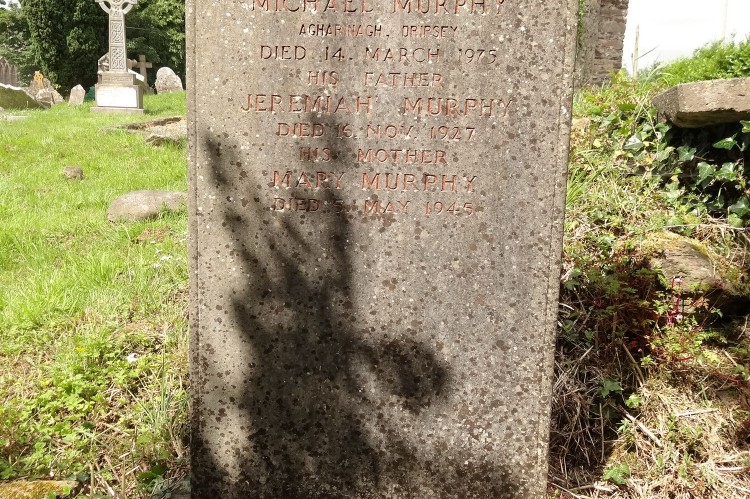 MICHAEL MURPHY
AGHARINAGH, DRIPSEY
DIED 14. MARCH 1975
HIS FATHER
JEREMIAH MURPHY
DIED 16. NOV. 1927
HIS MOTHER
MARY MURPHY
DIED 5. MAY 1945